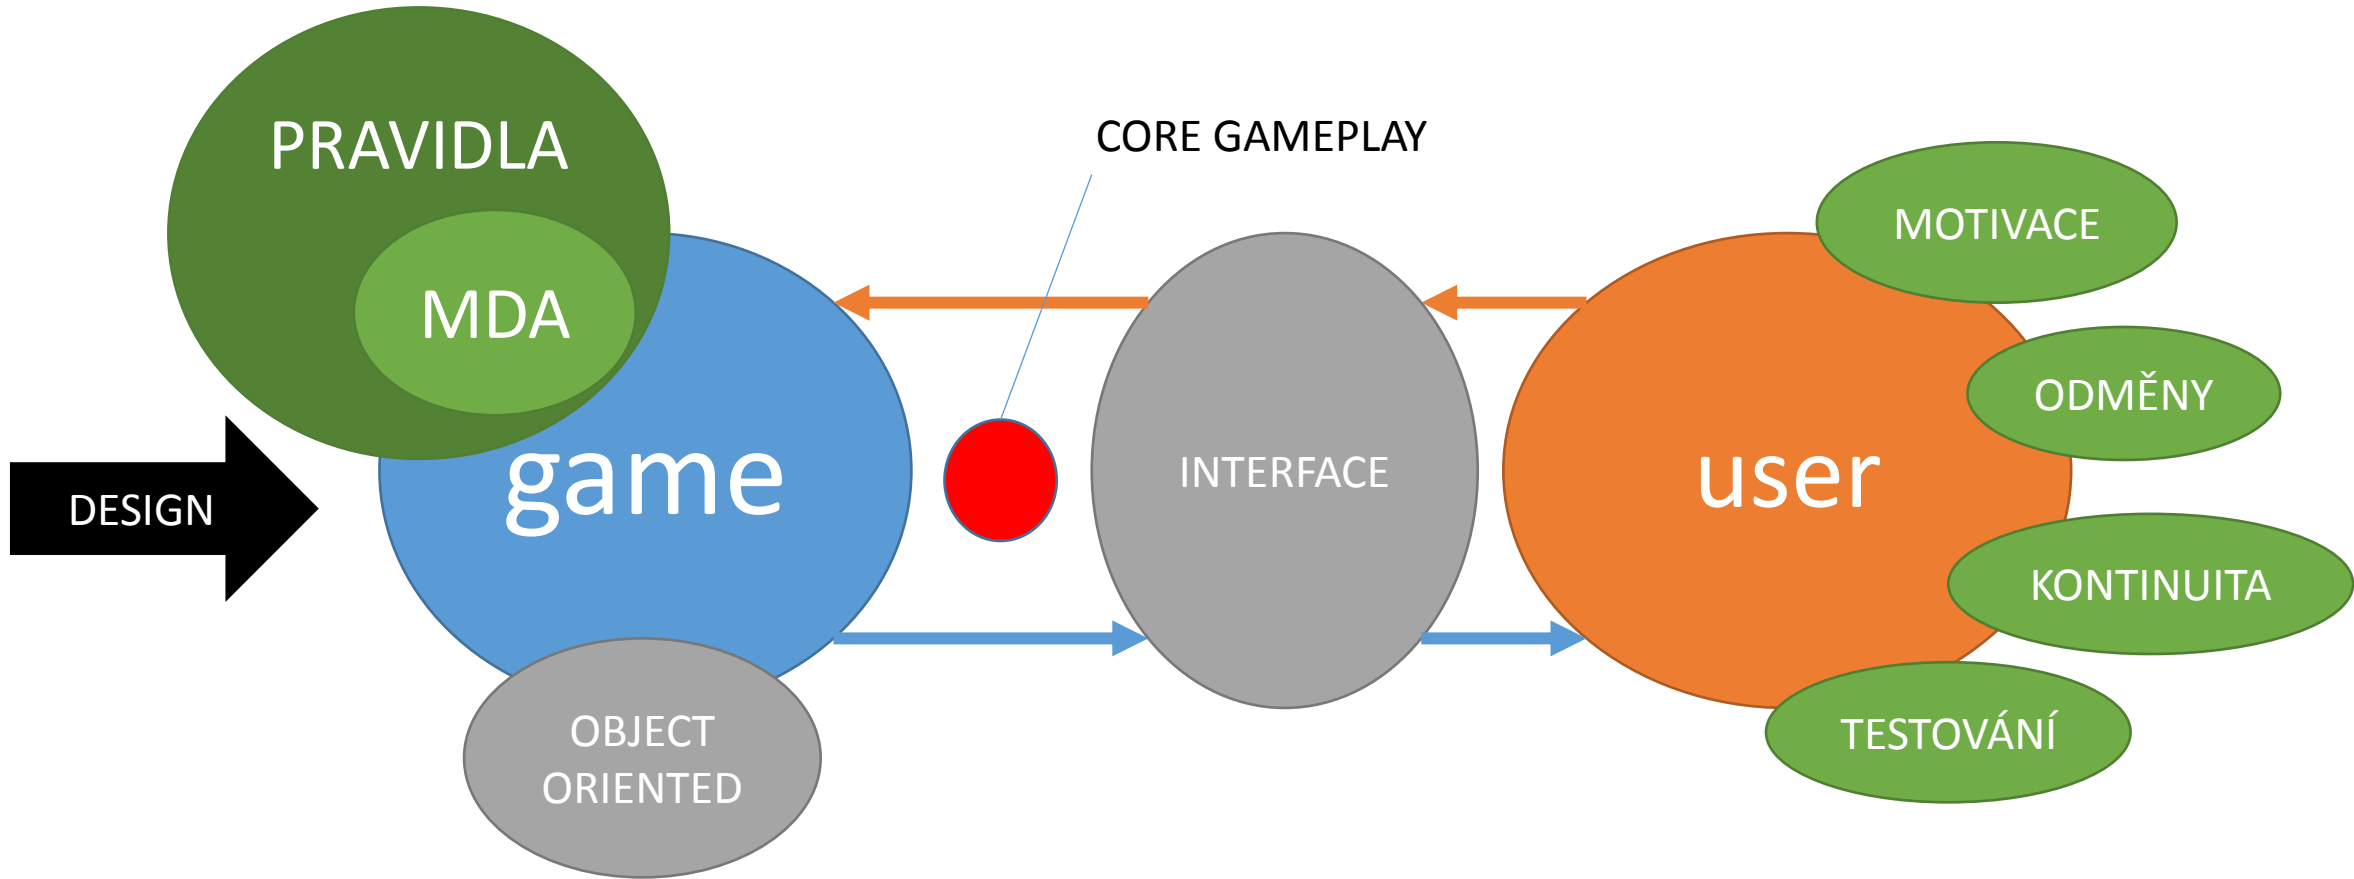 PRAVIDLA
MDA
DESIGN
game
OBJECT
ORIENTED
CORE GAMEPLAY
INTERFACE
user
MOTIVACE
ODMĚNY
KONTINUITA
TESTOVÁNÍ